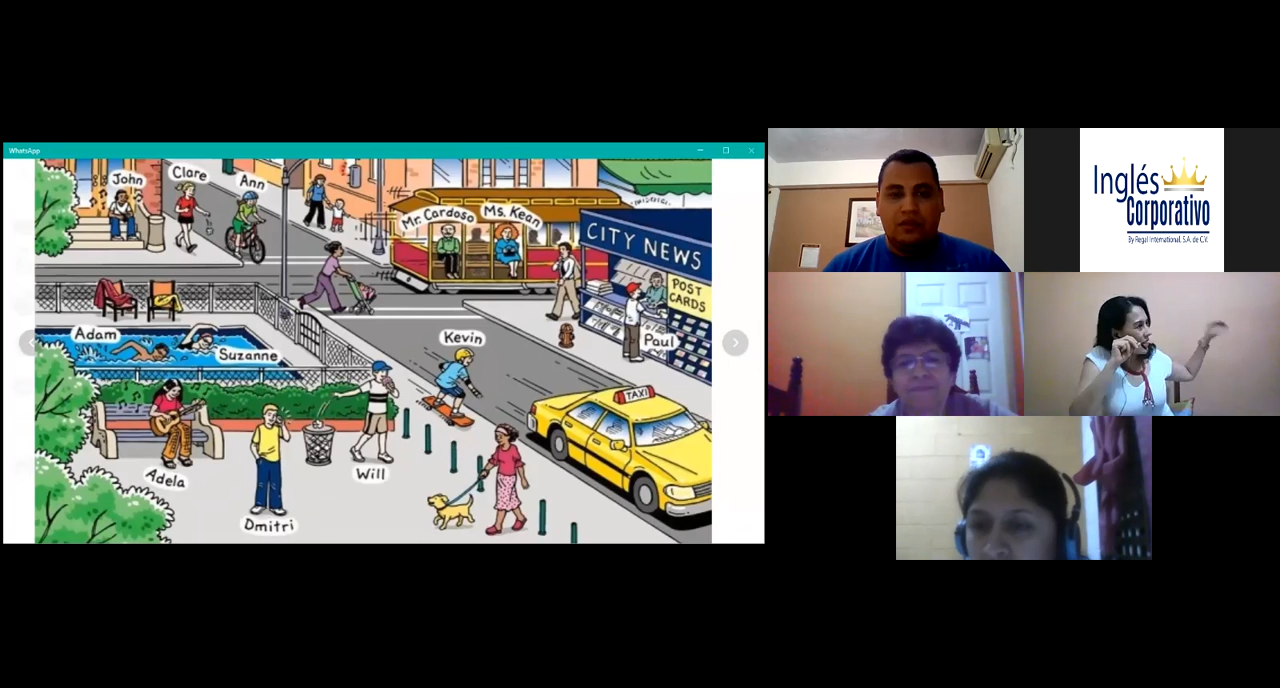 WhatsApp
John
Clare
Ann
Mr. Cardoso
Ms. Kean
CITY NEWS
POST
CARDS
Paul
Adam
Suzanne
Kevin
TAXI
Adela
Will
Dmitri
Inglés
Corporativo
By Regal International, S.A. de C.V.